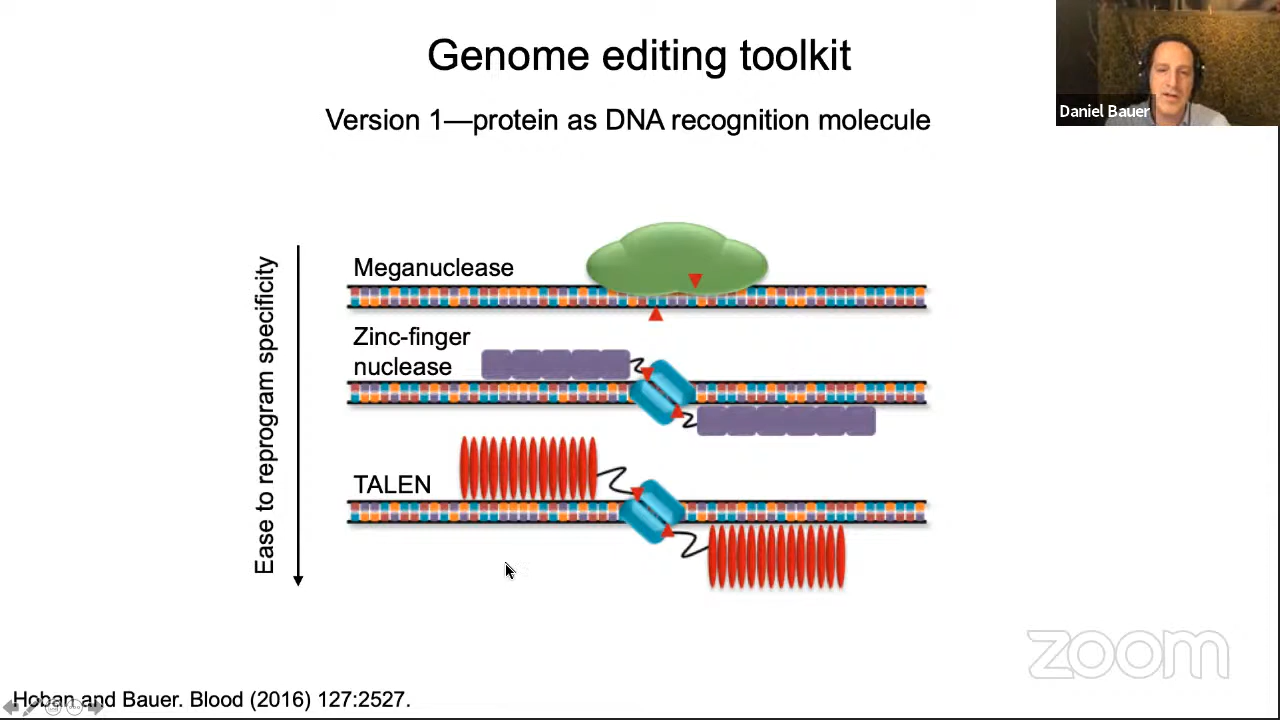 Genome editing toolkit
Version 1—protein as DNA recognition molecule
Daniel Bauer
Ease to reprogram specificity
Meganuclease
Zinc-finger
nuclease
TALEN
zoom
Hoban and Bauer. Blood (2016) 127:2527.